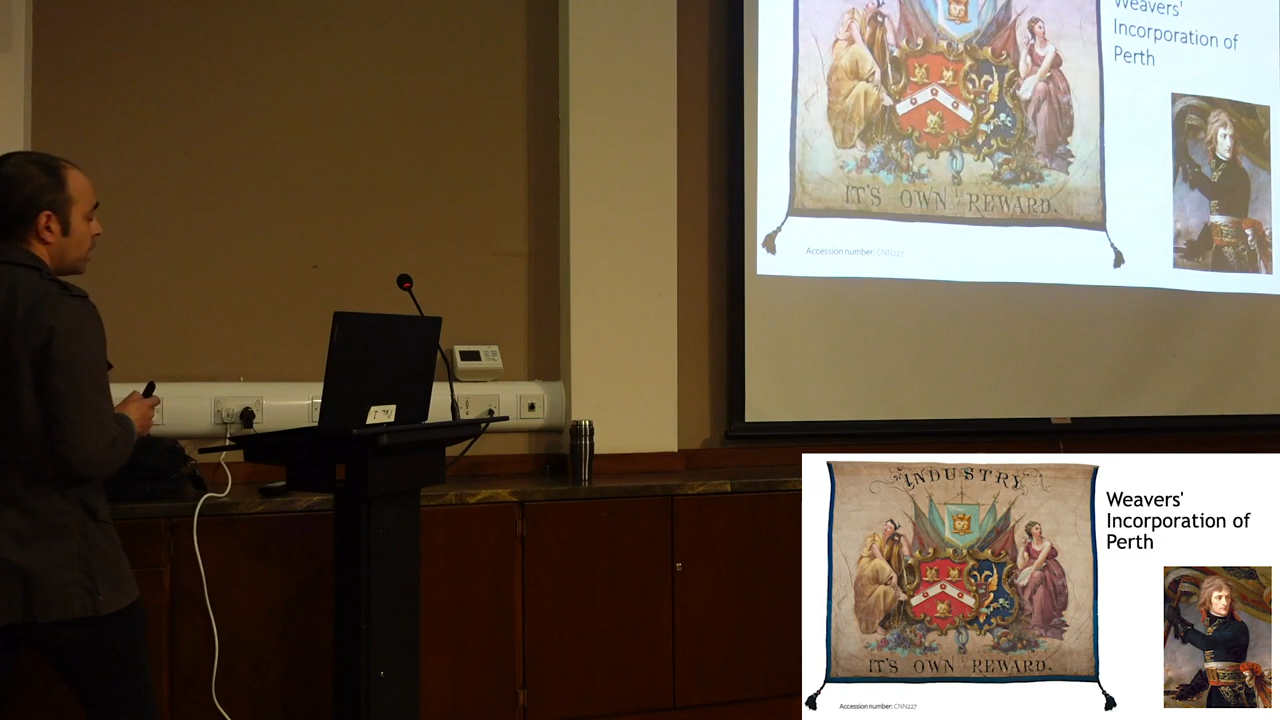 Weavers'
Incorporation of
Perth
IT'S OWN REWARD.
Accession number: CNN227
INDUSTRY
Weavers'
Incorporation of
Perth
IT'S OWN REWARD.
Accession number: CNN227